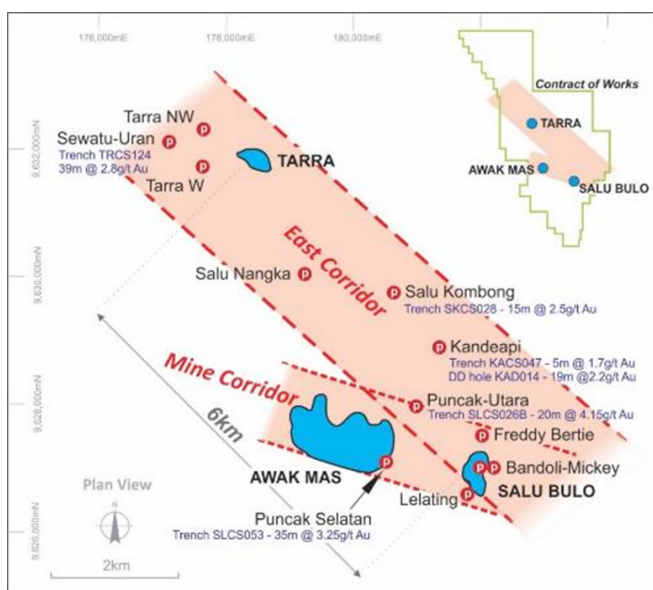 176,000mE
178,000mE
180,000mE
9,632,000mN
9,630,000mN
9,628,000mN
9,626,000mN
Contract of Works
TARRA
AWAK MAS
SALU BULO
Tarra NW
Sewatu-Uran
Trench TRCS124
39m @ 2.8g/t Au
Tarra W
TARRA
East Corridor
Salu Nangka
Salu Kombong
Trench SKCS028 - 15m @ 2.5g/t Au
Kandeapi
Trench KACS047 - 5m @ 1.7g/t Au
DD hole KAD014 - 19m @2.2g/t Au
Mine Corridor
Puncak-Utara
Trench SLCS026B - 20m @ 4.15g/t Au
6km
Freddy Bertie
Bandoli-Mickey
AWAK MAS
Lelating
SALU BULO
Puncak Selatan
Trench SLCS053 - 35m @ 3.25g/t Au
Plan View
N
2km
P
P
P
P
P
P
P
P
P
P
P
P